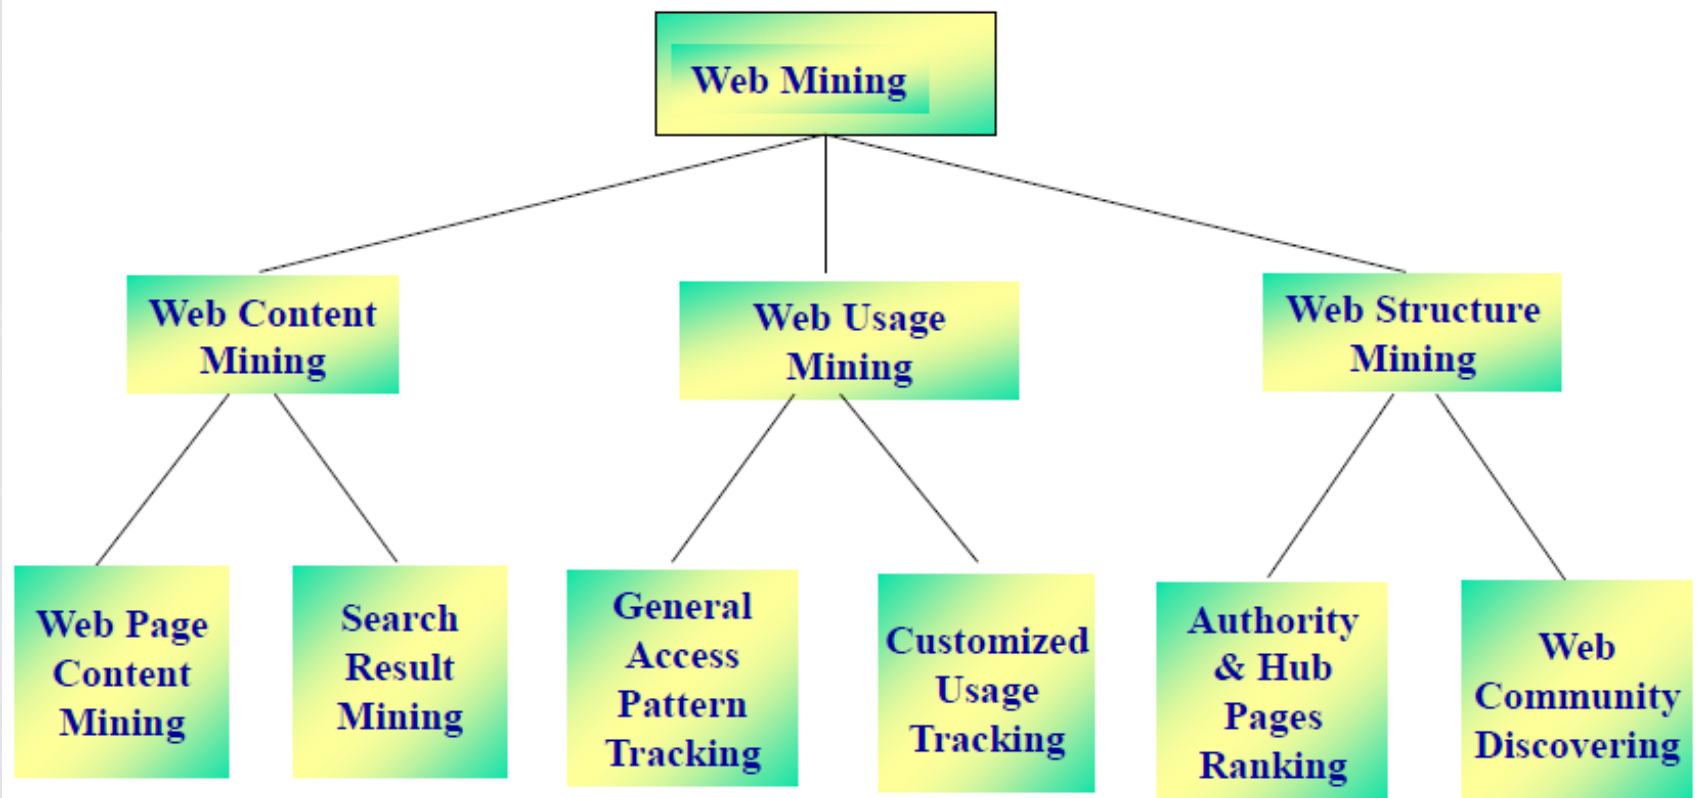 Web Mining
Web Content
Mining
Web Usage
Mining
Web Structure
Mining
Web Page
Content
Mining
Search
Result
Mining
General
Access
Pattern
Tracking
Customized
Usage
Tracking
Authority
& Hub
Pages
Ranking
Web
Community
Discovering